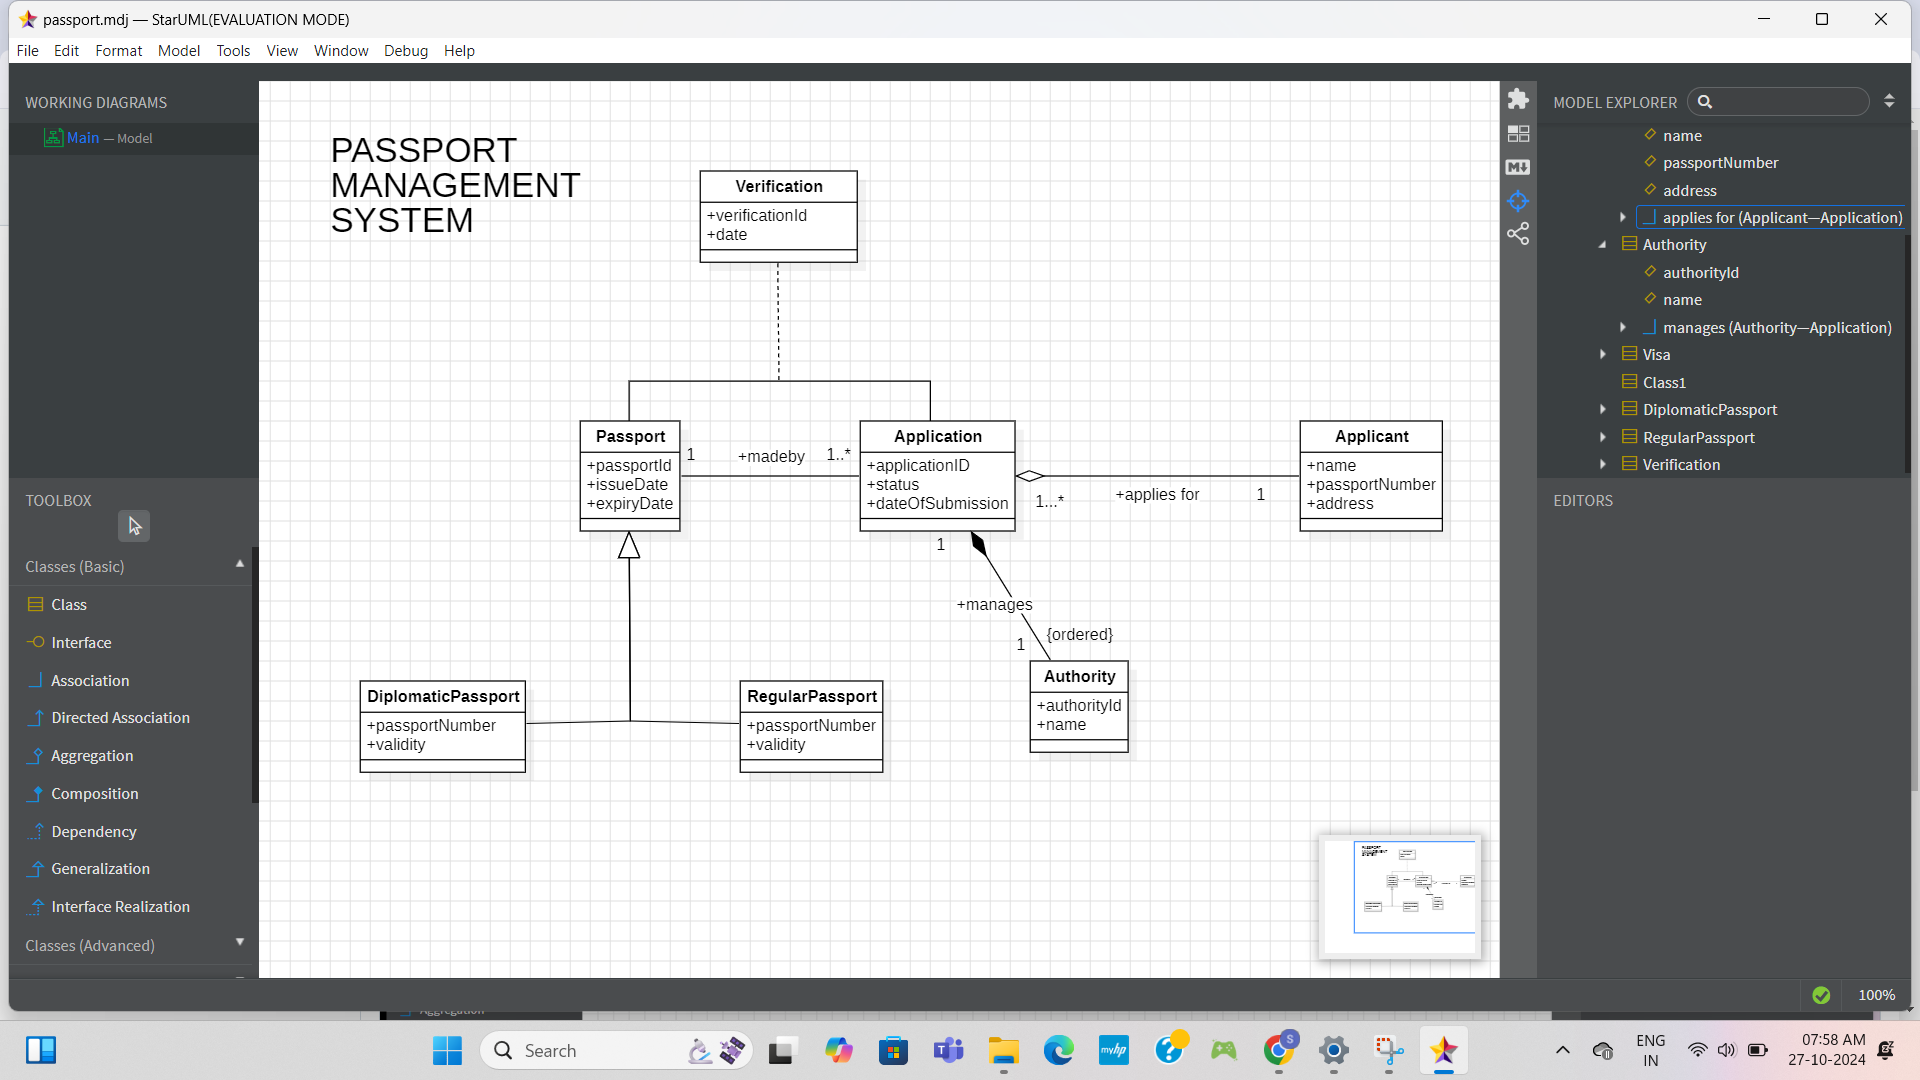 passport.mdj — StarUML(EVALUATION MODE)
File Edit Format Model Tools View Window Debug Help
WORKING DIAGRAMS
Main — Model
TOOLBOX
Classes (Basic)
Class
Interface
Association
Directed Association
Aggregation
Composition
Dependency
Generalization
Interface Realization
Classes (Advanced)
PASSPORT
MANAGEMENT
SYSTEM
Verification
+verificationId
+date
Passport
+passportId
+issueDate
+expiryDate
1
+madeby
1..*
Application
+applicationID
+status
+dateOfSubmission
1...*
+applies for
1
Applicant
+name
+passportNumber
+address
1
+manages
1
{ordered}
Authority
+authorityId
+name
DiplomaticPassport
+passportNumber
+validity
RegularPassport
+passportNumber
+validity
MODEL EXPLORER
name
passportNumber
address
applies for (Applicant—Application)
Authority
authorityId
name
manages (Authority—Application)
Visa
Class1
DiplomaticPassport
RegularPassport
Verification
EDITORS
100%
Aggregation
Search
myhp
S
ENG
IN
07:58 AM
27-10-2024